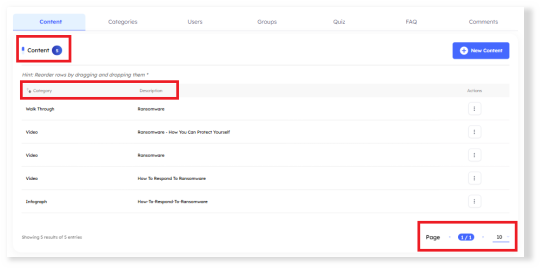 Content Categories Users Groups Quiz FAQ Comments
Content 5
New Content
Hint: Reorder rows by dragging and dropping them *
Category Description Actions
Walk Through Ransomware
Video Ransomware - How You Can Protect Yourself
Video Ransomware
Video How To Respond To Ransomware
Infograph How-To-Respond-To-Ransomware
Showing 5 results of 5 entries
Page 1 / 1 10